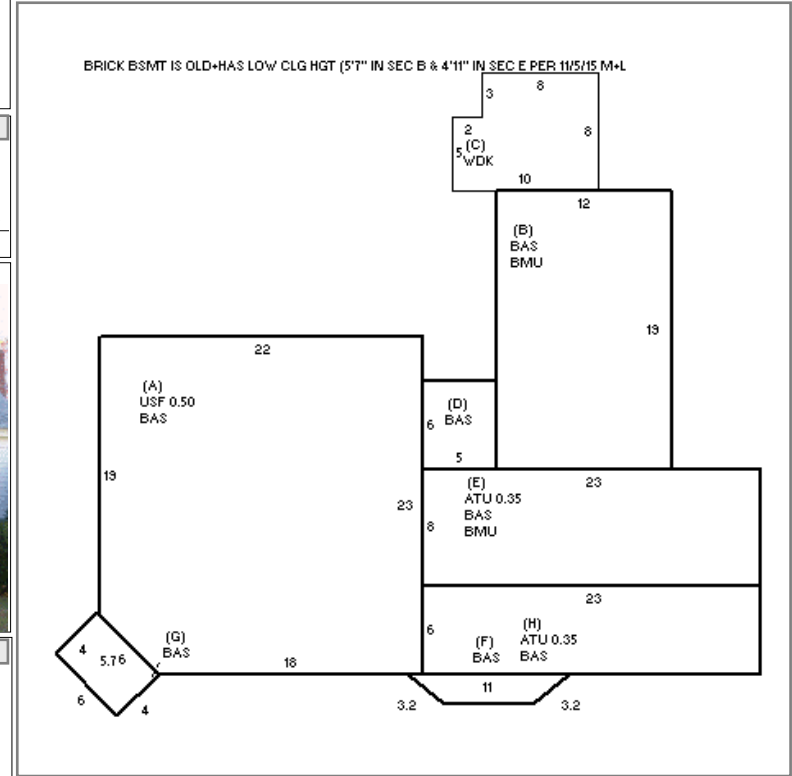 BRICK BSMT IS OLD+HAS LOW CLG HGT (5'7" IN SEC B & 4'11" IN SEC E PER 11/5/15 M+L
8
3
2
8
(C)
5
WDK
10
12
(B)
BAS
BMU
19
22
(A)
USF 0.50
BAS
(D)
6
BAS
5
19
23
(E)
23
ATU 0.35
BAS
8
BMU
23
6
(H)
(F)
ATU 0.35
BAS
BAS
(G)
BAS
4
5.76
18
11
6
4
3.2
3.2